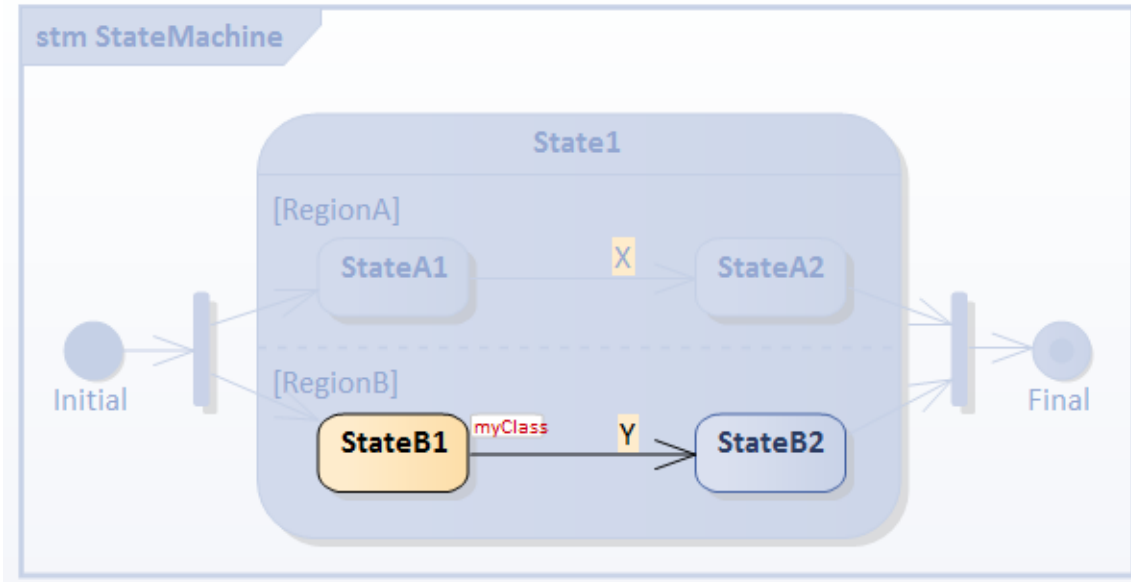 stm StateMachine
State1
[RegionA]
StateA1
X
StateA2
Initial
[RegionB]
Final
StateB1
myClass
Y
StateB2